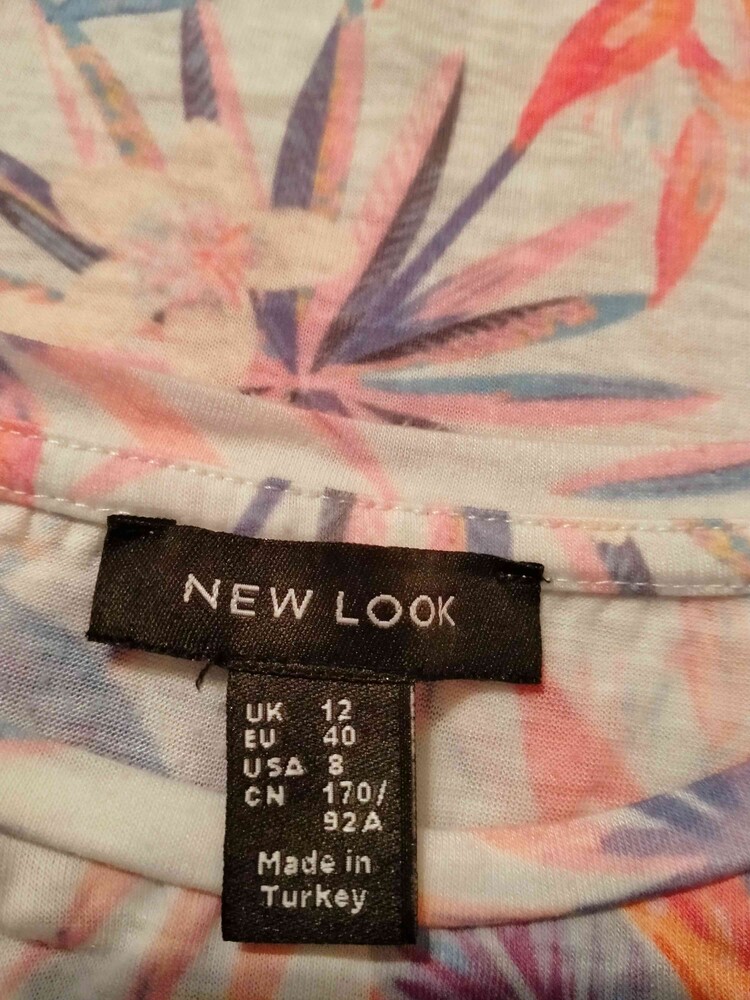 NEW LOOK
UK 12
EU 40
USA 8
CN 170/
92A
Made in
Turkey